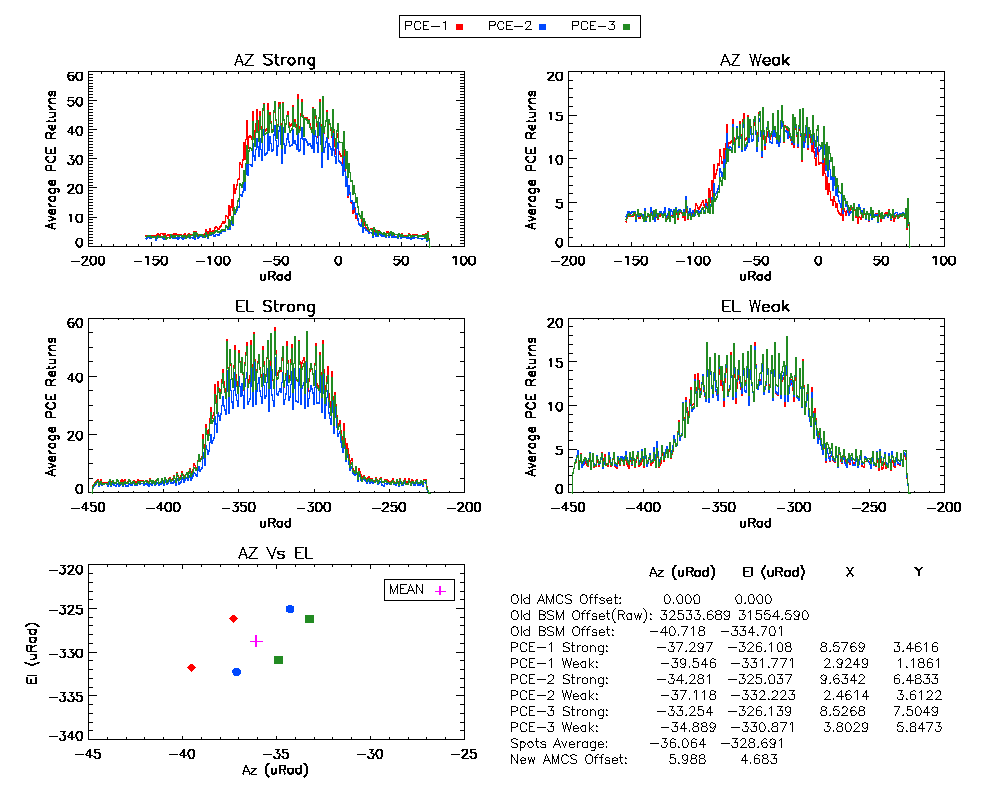 PCE-1 PCE-2 PCE-3
AZ Strong
Average PCE Returns
60
50
40
30
20
10
0
-200 -150 -100 -50 0 50 100
uRad
AZ Weak
Average PCE Returns
20
15
10
5
0
-200 -150 -100 -50 0 50 100
uRad
EL Strong
Average PCE Returns
60
40
20
0
-450 -400 -350 -300 -250 -200
uRad
EL Weak
Average PCE Returns
20
15
10
5
0
-450 -400 -350 -300 -250 -200
uRad
AZ Vs EL
El (uRad)
-320
-325
-330
-335
-340
MEAN
-45 -40 -35 -30 -25
Az (uRad)
Az (uRad) El (uRad) X Y
Old AMCS Offset: 0.000 0.000
Old BSM Offset(Raw): 32533.689 31554.590
Old BSM Offset: -40.718 -334.701
PCE-1 Strong: -37.297 -326.108 8.5769 3.4616
PCE-1 Weak: -39.546 -331.771 2.9249 1.1861
PCE-2 Strong: -34.281 -325.037 9.6342 6.4833
PCE-2 Weak: -37.118 -332.223 2.4614 3.6122
PCE-3 Strong: -33.254 -326.139 8.5268 7.5049
PCE-3 Weak: -34.889 -330.871 3.8029 5.8473
Spots Average: -36.064 -328.691
New AMCS Offset: 5.988 4.683